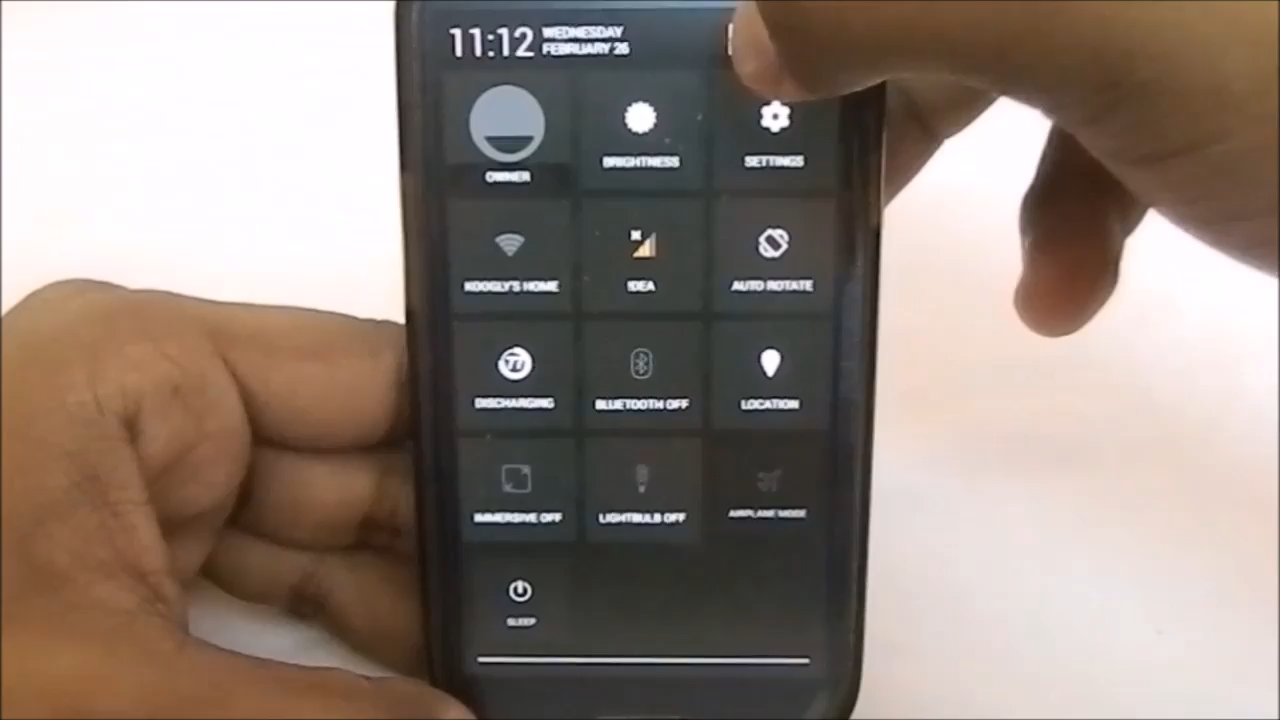 11:12 WEDNESDAY
FEBRUARY 26
OWNER
BRIGHTNESS
SETTINGS
KOOGLY'S HOME
IDEA
AUTO ROTATE
DISCHARGING
BLUETOOTH OFF
LOCATION
IMMERSIVE OFF
LIGHTBULB OFF
AIRPLANE MODE
SLEEP